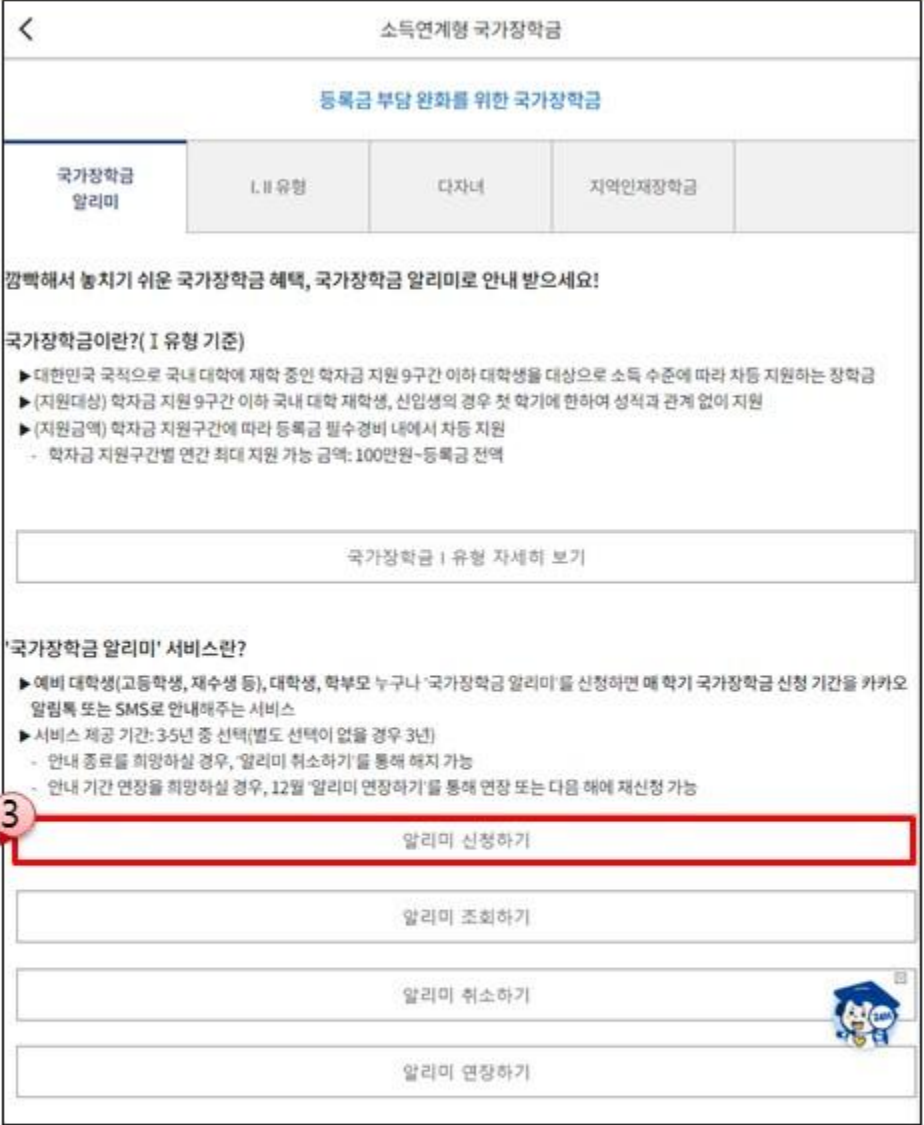 소득연계형 국가장학금
등록금 부담 완화를 위한 국가장학금
국가장학금
알리미
I. II 유형
다자녀
지역인재장학금
깜빡해서 놓치기 쉬운 국가장학금 혜택, 국가장학금 알리미로 안내 받으세요!
국가장학금이란?( I 유형 기준)
▶대한민국 국적으로 국내 대학에 재학 중인 학자금 지원 9구간 이하 대학생을 대상으로 소득 수준에 따라 차등 지원하는 장학금
▶(지원대상) 학자금 지원 9구간 이하 국내 대학 재학생, 신입생의 경우 첫 학기에 한하여 성적과 관계 없이 지원
▶(지원금액) 학자금 지원구간에 따라 등록금 필수경비 내에서 차등 지원
- 학자금 지원구간별 연간 최대 지원 가능 금액: 100만원~등록금 전액
국가장학금 I 유형 자세히 보기
'국가장학금 알리미' 서비스란?
▶예비 대학생(고등학생, 재수생 등), 대학생, 학부모 누구나 '국가장학금 알리미'를 신청하면 매 학기 국가장학금 신청 기간을 카카오
알림톡 또는 SMS로 안내해주는 서비스
▶서비스 제공 기간: 3-5년 중 선택(별도 선택이 없을 경우 3년)
- 안내 종료를 희망하실 경우, '알리미 취소하기'를 통해 해지 가능
- 안내 기간 연장을 희망하실 경우, 12월 '알리미 연장하기'를 통해 연장 또는 다음 해에 재신청 가능
3
알리미 신청하기
알리미 조회하기
알리미 취소하기
알리미 연장하기